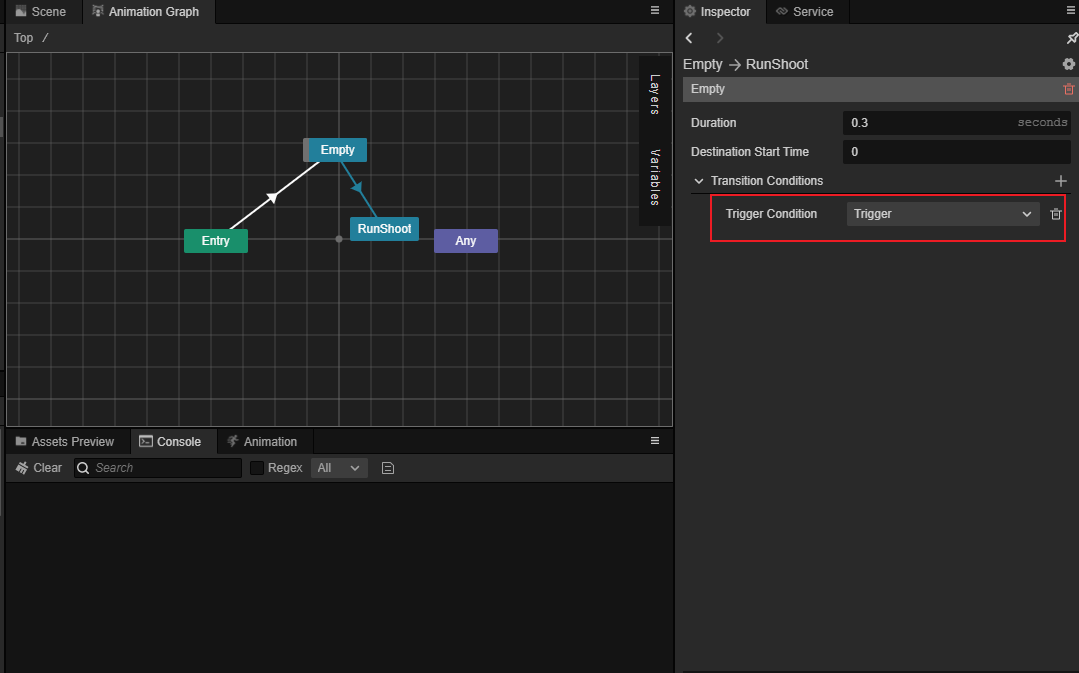 Scene
Animation Graph
Top /
Layers
Variables
Empty
Entry
RunShoot
Any
Assets Preview
Console
Animation
Clear
Search
Regex
All
Inspector
Service
Empty → RunShoot
Empty
Duration 0.3 seconds
Destination Start Time 0
Transition Conditions
Trigger Condition Trigger